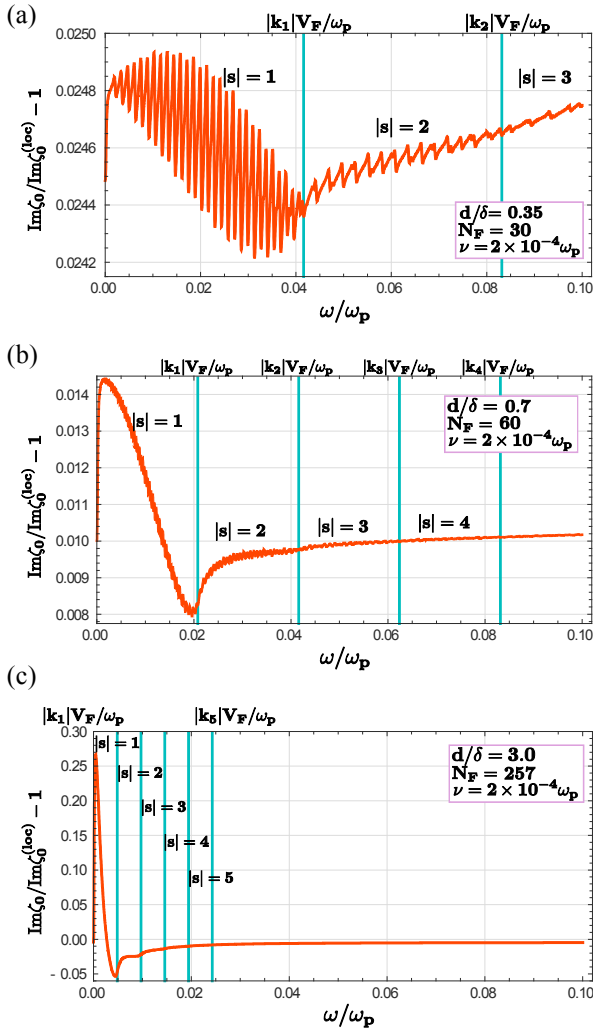 (a)
|k₁|V_F/ω_p |k₂|V_F/ω_p
0.0250
0.0248
0.0246
0.0244
0.0242
Imζ₀/Imζ₀^(loc) − 1
|s| = 1
|s| = 2
|s| = 3
d/δ= 0.35
N_F = 30
ν = 2 × 10⁻⁴ω_p
0.00 0.02 0.04 0.06 0.08 0.10
ω/ω_p
(b)
|k₁|V_F/ω_p |k₂|V_F/ω_p |k₃|V_F/ω_p |k₄|V_F/ω_p
0.014
0.013
0.012
0.011
0.010
0.009
0.008
Imζ₀/Imζ₀^(loc) − 1
|s| = 1
|s| = 2
|s| = 3
|s| = 4
d/δ = 0.7
N_F = 60
ν = 2 × 10⁻⁴ω_p
0.00 0.02 0.04 0.06 0.08 0.10
ω/ω_p
(c)
|k₁|V_F/ω_p |k₅|V_F/ω_p
0.30
0.25
0.20
0.15
0.10
0.05
0.00
- 0.05
Imζ₀/Imζ₀^(loc) − 1
|s| = 1
|s| = 2
|s| = 3
|s| = 4
|s| = 5
d/δ = 3.0
N_F = 257
ν = 2 × 10⁻⁴ω_p
0.00 0.02 0.04 0.06 0.08 0.10
ω/ω_p